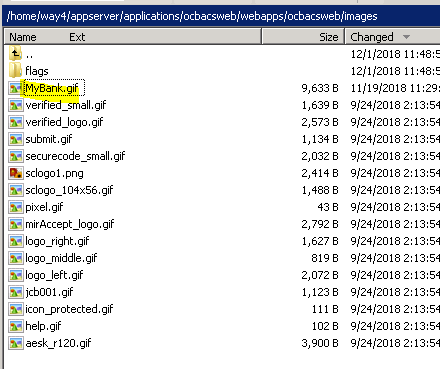 /home/way4/appserver/applications/ocbacsweb/webapps/ocbacsweb/images
Name Ext Size Changed
.. 12/1/2018 11:48:5
flags 12/1/2018 11:48:5
MyBank.gif 9,633 B 11/19/2018 11:29:
verified_small.gif 1,639 B 9/24/2018 2:13:54
verified_logo.gif 2,573 B 9/24/2018 2:13:54
submit.gif 1,134 B 9/24/2018 2:13:54
securecode_small.gif 2,032 B 9/24/2018 2:13:54
sclogo1.png 2,414 B 9/24/2018 2:13:54
sclogo_104x56.gif 1,488 B 9/24/2018 2:13:54
pixel.gif 43 B 9/24/2018 2:13:54
mirAccept_logo.gif 2,792 B 9/24/2018 2:13:54
logo_right.gif 1,627 B 9/24/2018 2:13:54
logo_middle.gif 819 B 9/24/2018 2:13:54
logo_left.gif 2,072 B 9/24/2018 2:13:54
jcb001.gif 1,123 B 9/24/2018 2:13:54
icon_protected.gif 111 B 9/24/2018 2:13:54
help.gif 102 B 9/24/2018 2:13:54
aesk_r120.gif 3,900 B 9/24/2018 2:13:54